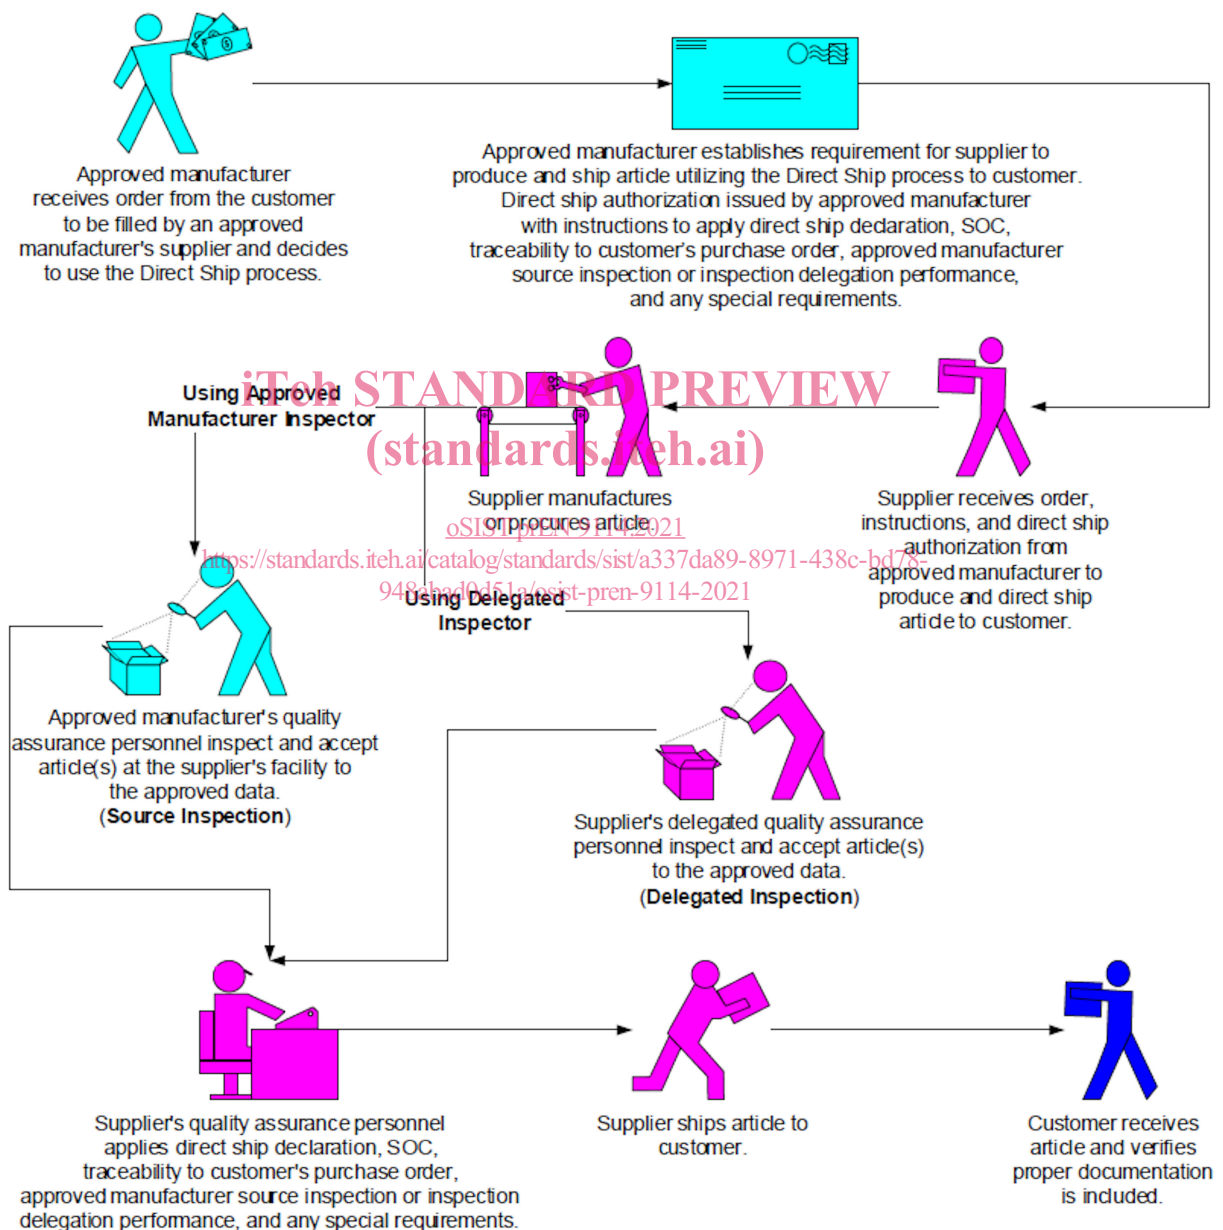 Approved manufacturer
receives order from the customer
to be filled by an approved
manufacturer's supplier and decides
to use the Direct Ship process.
Approved manufacturer establishes requirement for supplier to
produce and ship article utilizing the Direct Ship process to customer.
Direct ship authorization issued by approved manufacturer
with instructions to apply direct ship declaration, SOC,
traceability to customer's purchase order, approved manufacturer
source inspection or inspection delegation performance,
and any special requirements.
iTeh STANDARD PREVIEW
(standards.iteh.ai)
Using Approved
Manufacturer Inspector
Supplier manufactures
or procures article.
oSIST prEN 9114:2021
https://standards.iteh.ai/catalog/standards/sist/a337da89-8971-438c-bd78-
948abad0d51a/osist-pren-9114-2021
Supplier receives order,
instructions, and direct ship
authorization from
approved manufacturer to
produce and direct ship
article to customer.
Using Delegated
Inspector
Approved manufacturer's quality
assurance personnel inspect and accept
article(s) at the supplier's facility to
the approved data.
(Source Inspection)
Supplier's delegated quality assurance
personnel inspect and accept article(s)
to the approved data.
(Delegated Inspection)
Supplier's quality assurance personnel
applies direct ship declaration, SOC,
traceability to customer's purchase order,
approved manufacturer source inspection or inspection
delegation performance, and any special requirements.
Supplier ships article to
customer.
Customer receives
article and verifies
proper documentation
is included.